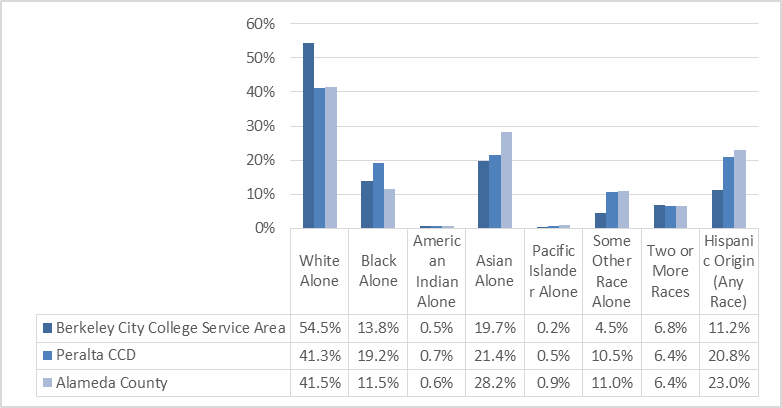 60%
50%
40%
30%
20%
10%
0%
White
Alone
Black
Alone
Americ
an
Indian
Alone
Asian
Alone
Pacific
Islande
r Alone
Some
Other
Race
Alone
Two or
More
Races
Hispani
c Origin
(Any
Race)
Berkeley City College Service Area 54.5% 13.8% 0.5% 19.7% 0.2% 4.5% 6.8% 11.2%
Peralta CCD 41.3% 19.2% 0.7% 21.4% 0.5% 10.5% 6.4% 20.8%
Alameda County 41.5% 11.5% 0.6% 28.2% 0.9% 11.0% 6.4% 23.0%